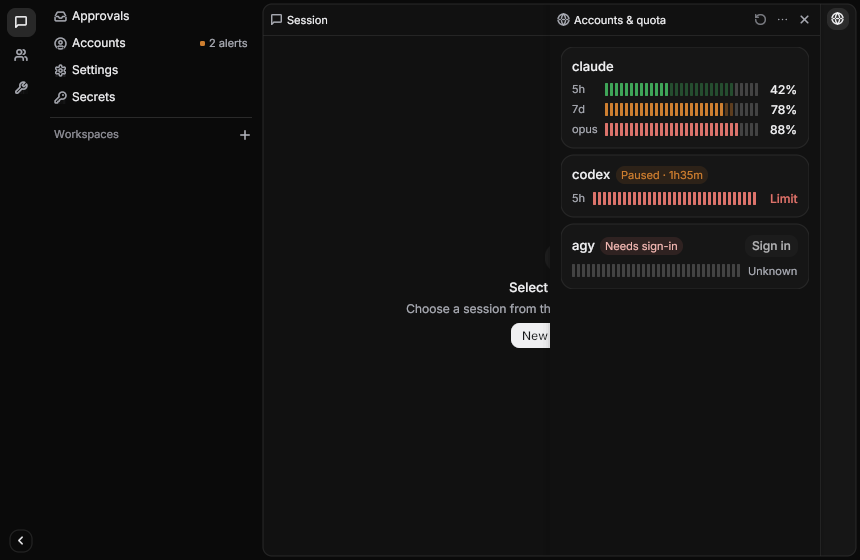 Approvals
Accounts
2 alerts
Settings
Secrets
Workspaces
Session
Select
Choose a session from th
New
Accounts & quota
claude
5h 42%
7d 78%
opus 88%
codex Paused · 1h35m
5h Limit
agy Needs sign-in Sign in
Unknown